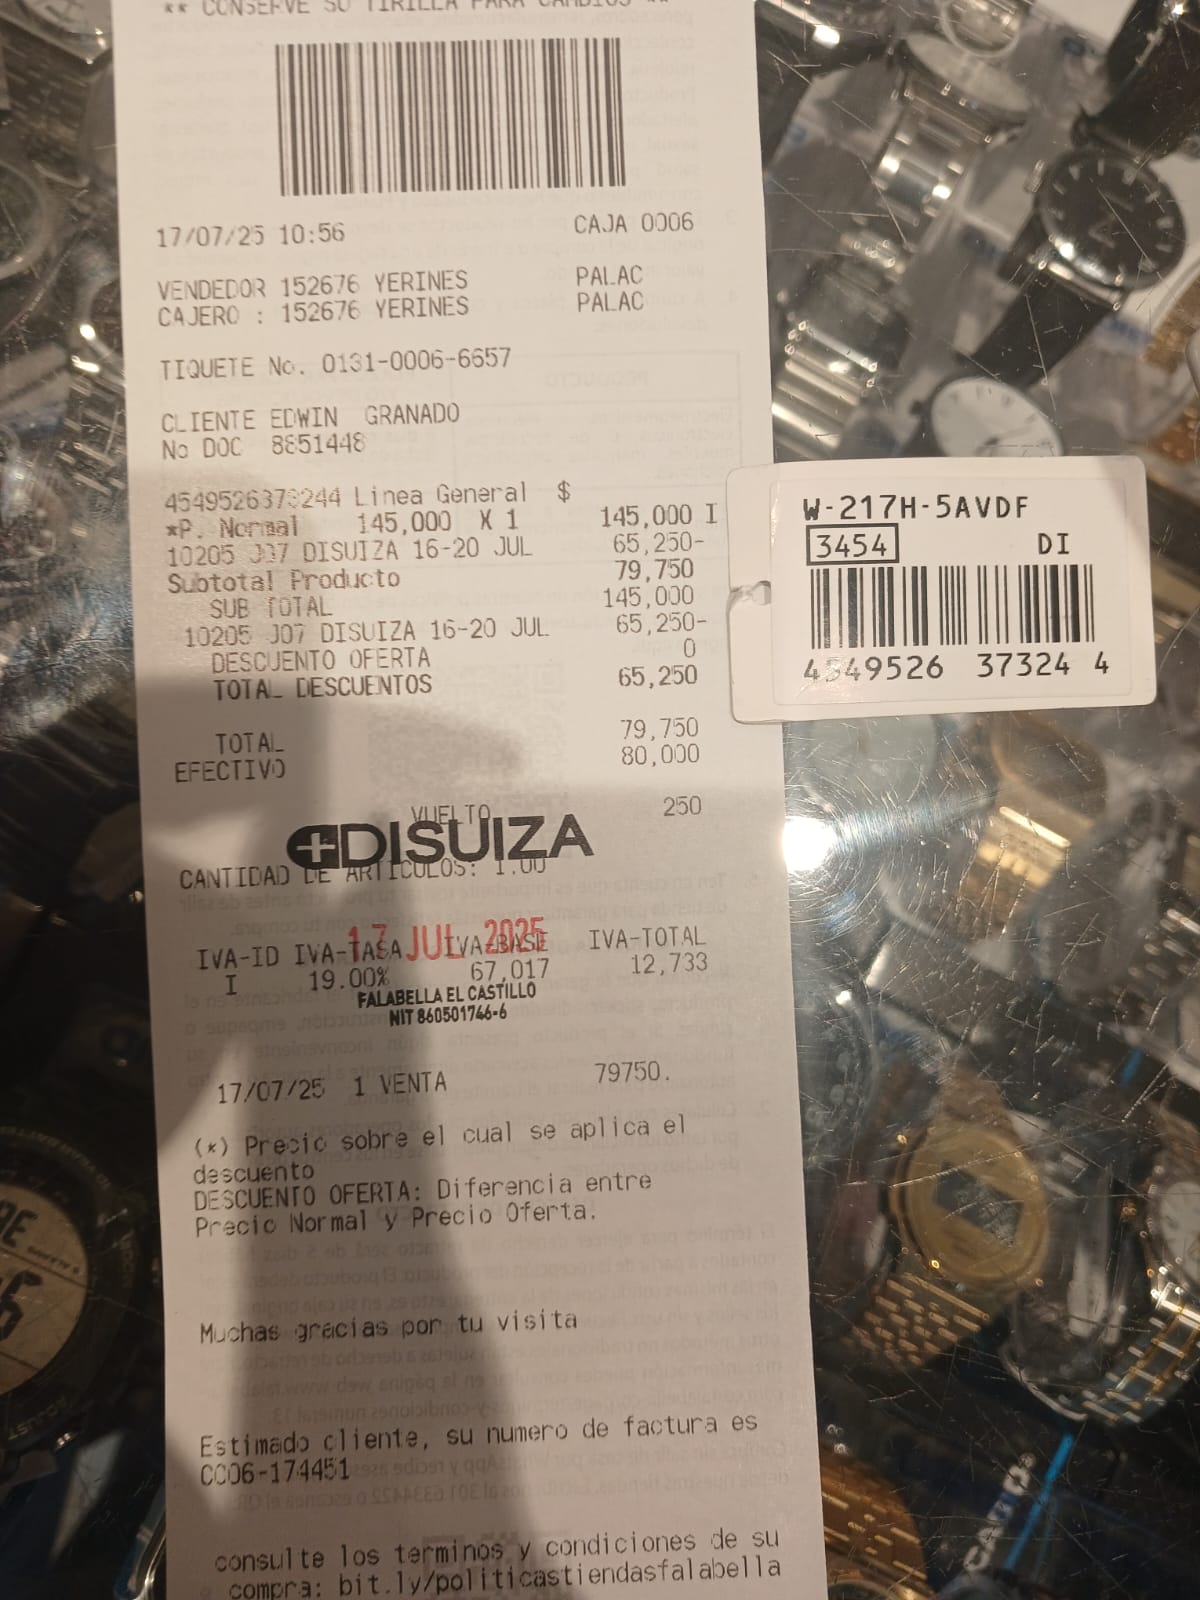 ** CONSERVE SU TIRILLA PARA CAMBIOS **
17/07/25 10:56 CAJA 0006
VENDEDOR 152676 YERINES PALAC
CAJERO : 152676 YERINES PALAC
TIQUETE No. 0131-0006-6657
CLIENTE EDWIN GRANADO
No DOC 8851448
4549526373244 Linea General $
*P. Normal 145,000 X 1 145,000 I
10205 J07 DISUIZA 16-20 JUL 65,250-
Subtotal Producto 79,750
SUB TOTAL 145,000
10205 J07 DISUIZA 16-20 JUL 65,250-
DESCUENTO OFERTA 0
TOTAL DESCUENTOS 65,250
TOTAL 79,750
EFECTIVO 80,000
VUELTO 250
DISUIZA
CANTIDAD DE ARTICULOS: 1.00
17 JUL 2025
IVA-ID IVA-TASA IVA-BASE IVA-TOTAL
I 19.00% 67,017 12,733
FALABELLA EL CASTILLO
NIT 860501746-6
17/07/25 1 VENTA 79750.
(*) Precio sobre el cual se aplica el
descuento
DESCUENTO OFERTA: Diferencia entre
Precio Normal y Precio Oferta.
Muchas gracias por tu visita
Estimado cliente, su numero de factura es
CC06-174451
consulte los terminos y condiciones de su
compra: bit.ly/politicastiendasfalabella
W-217H-5AVDF
3454 DI
4549526 37324 4